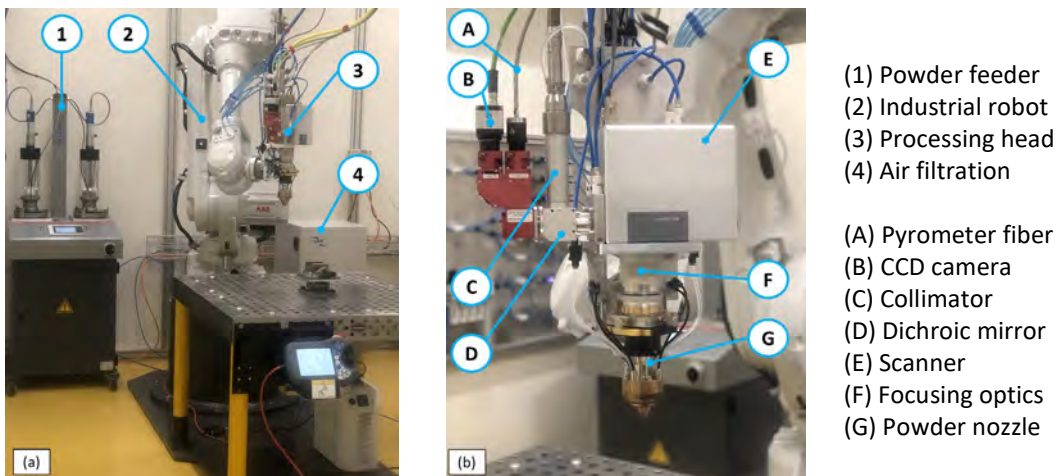 1
2
3
4
ABB
(a)
A
B
C
D
E
F
G
(b)
(1) Powder feeder
(2) Industrial robot
(3) Processing head
(4) Air filtration
(A) Pyrometer fiber
(B) CCD camera
(C) Collimator
(D) Dichroic mirror
(E) Scanner
(F) Focusing optics
(G) Powder nozzle